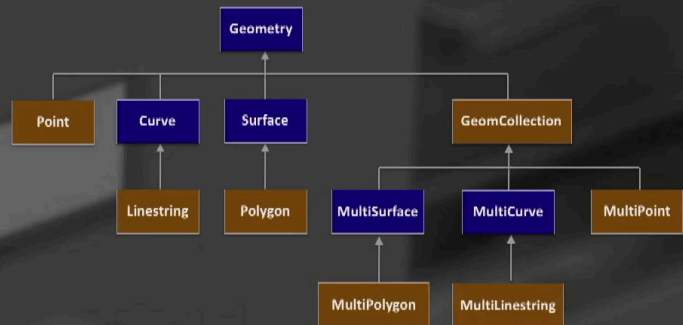 Geometry
Point
Curve
Surface
GeomCollection
Linestring
Polygon
MultiSurface
MultiCurve
MultiPoint
MultiPolygon
MultiLinestring